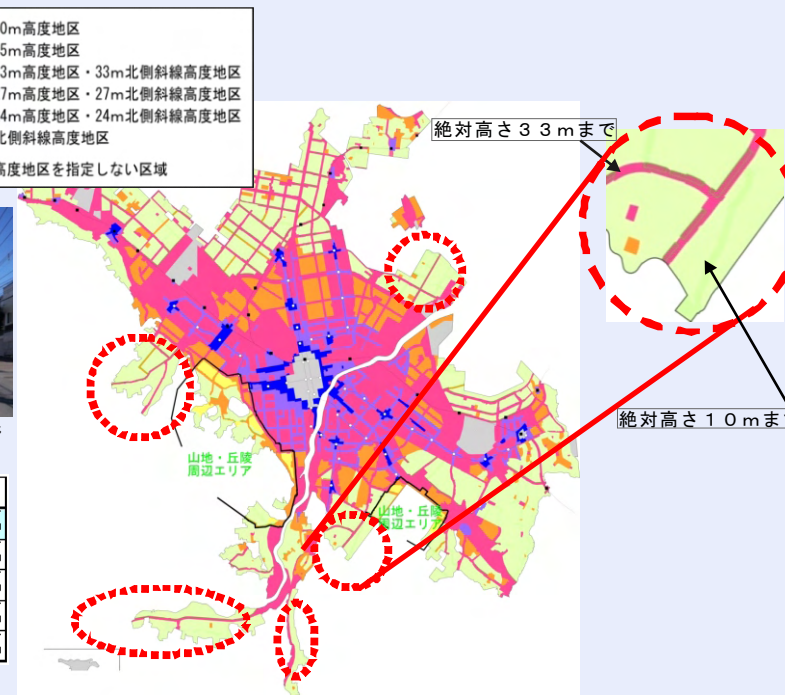 0m高度地区
5m高度地区
3m高度地区・33m北側斜線高度地区
7m高度地区・27m北側斜線高度地区
4m高度地区・24m北側斜線高度地区
北側斜線高度地区
高度地区を指定しない区域
絶対高さ33mまで
絶対高さ10mまで
山地・丘陵
周辺エリア
山地・丘陵
周辺エリア